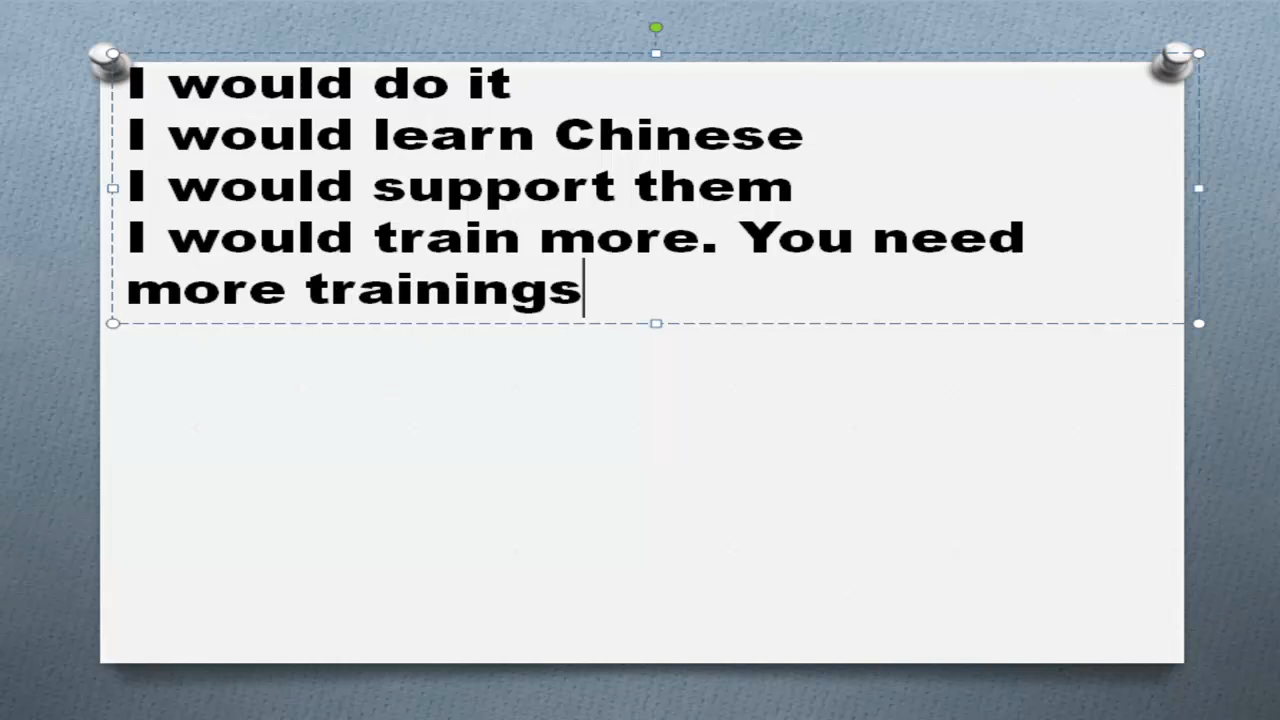 I would do it
I would learn Chinese
I would support them
I would train more. You need
more trainings